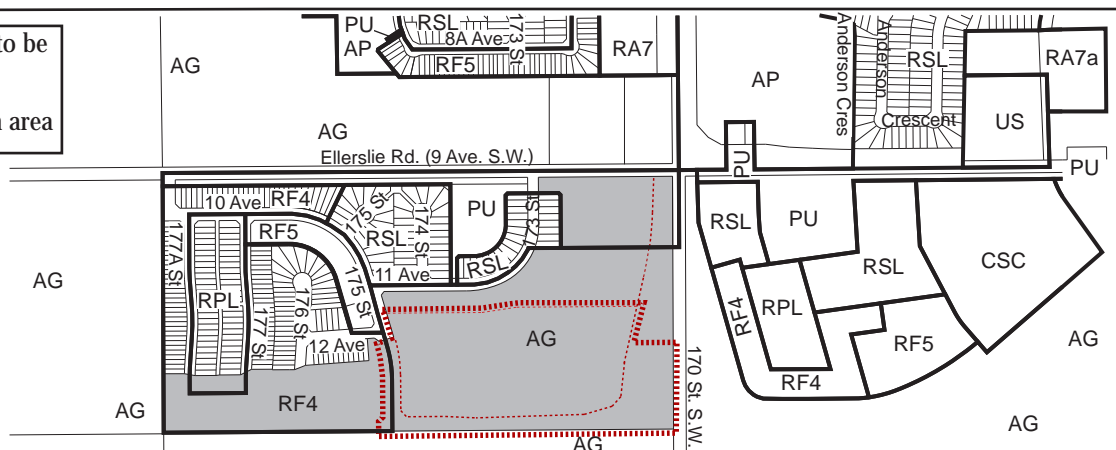 to be
area
AG
PU
AP
RSL
8A Ave
173 St
RF5
RA7
AG
Ellerslie Rd. (9 Ave. S.W.)
AP
Anderson Cres
Anderson
Crescent
RSL
US
RA7a
PU
PU
10 Ave
RF4
175 St
RSL
174 St
11 Ave
PU
173 St
RSL
RF5
175 St
177A St
RPL
177 St
176 St
12 Ave
RF4
AG
AG
AG
AG
170 St. S.W.
RSL
PU
RSL
CSC
RF4
RPL
RF5
RF4
AG
AG